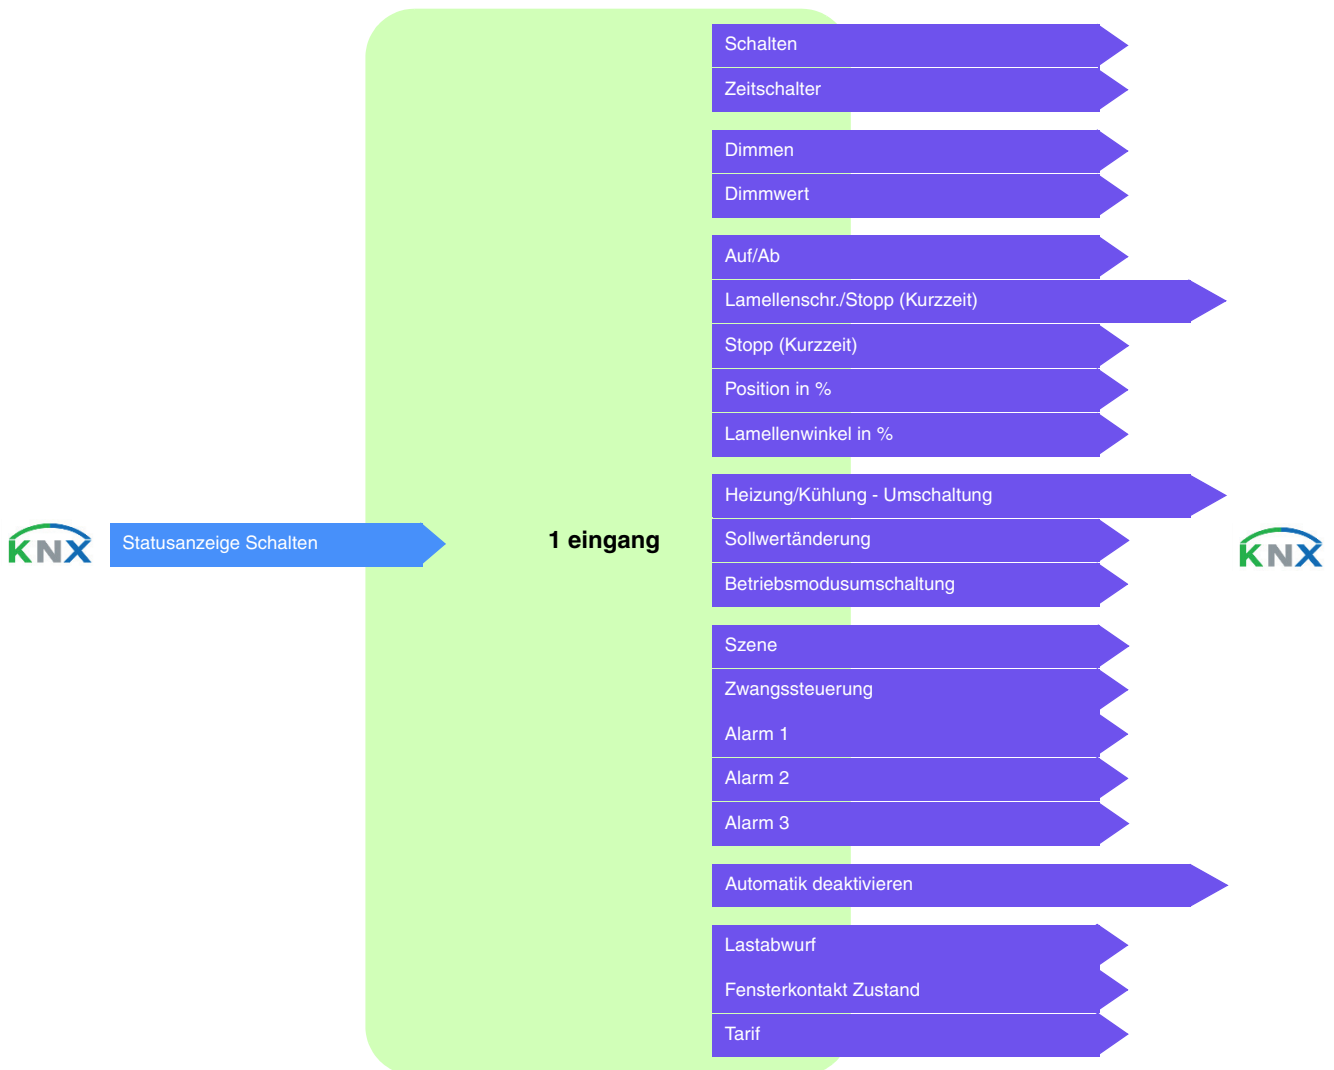 Schalten
Zeitschalter
Dimmen
Dimmwert
Auf/Ab
Lamellenschr./Stopp (Kurzzeit)
Stopp (Kurzzeit)
Position in %
Lamellenwinkel in %
Heizung/Kühlung - Umschaltung
KNX
Statusanzeige Schalten
1 eingang
Sollwertänderung
KNX
Betriebsmodusumschaltung
Szene
Zwangssteuerung
Alarm 1
Alarm 2
Alarm 3
Automatik deaktivieren
Lastabwurf
Fensterkontakt Zustand
Tarif